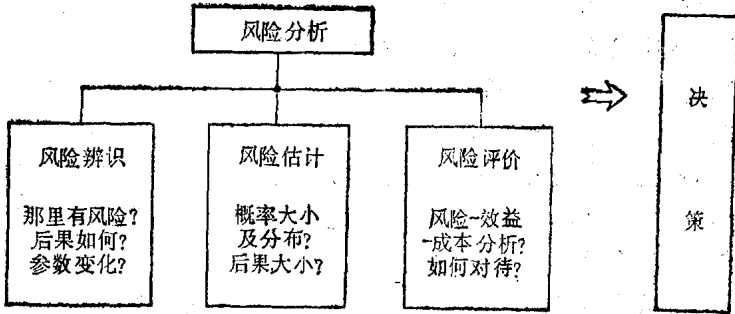 风险分析
风险辨识
那里有风险?
后果如何?
参数变化?
风险估计
概率大小
及分布?
后果大小?
风险评价
风险-效益
-成本分析?
如何对待?
决
策